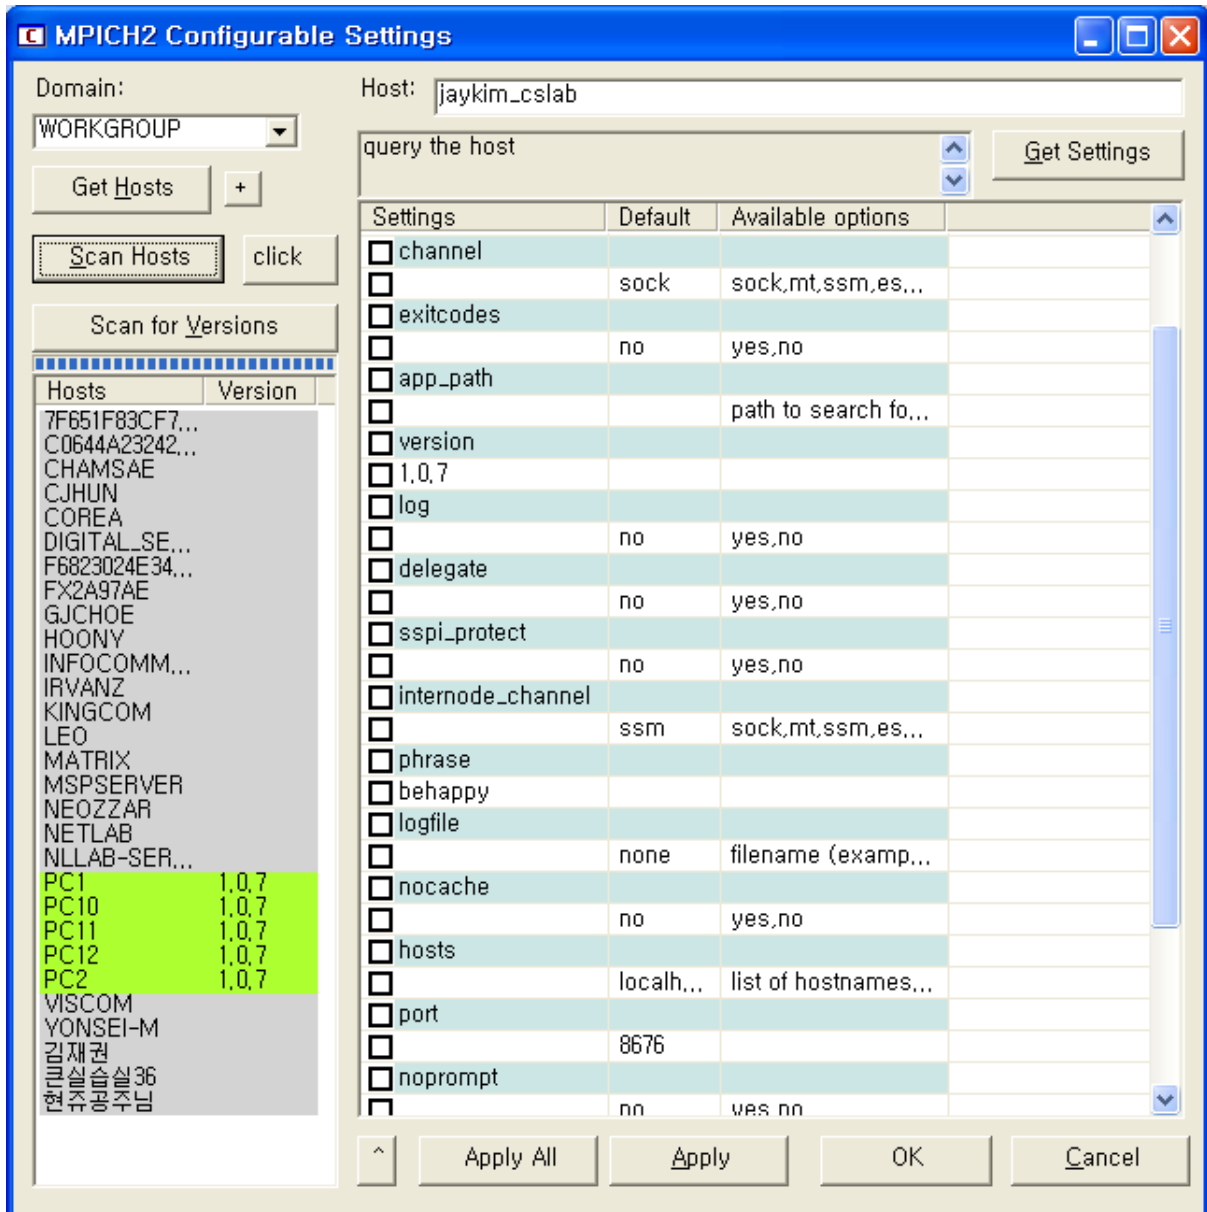 MPICH2 Configurable Settings
Domain:
WORKGROUP
Get Hosts
+
Scan Hosts
click
Scan for Versions
Hosts Version
7F651F83CF7...
C0644A23242...
CHAMSAE
CJHUN
COREA
DIGITAL_SE...
F6823024E34...
FX2A97AE
GJCHOE
HOONY
INFOCOMM...
IRVANZ
KINGCOM
LEO
MATRIX
MSPSERVER
NEOZZAR
NETLAB
NLLAB-SER...
PC1 1.0.7
PC10 1.0.7
PC11 1.0.7
PC12 1.0.7
PC2 1.0.7
VISCOM
YONSEI-M
김재권
큰실습실36
현쥬공주님
Host: jaykim_cslab
query the host
Get Settings
Settings Default Available options
channel
sock sock,mt,ssm,es...
exitcodes
no yes,no
app_path
path to search fo...
version
1.0.7
log
no yes,no
delegate
no yes,no
sspi_protect
no yes,no
internode_channel
ssm sock,mt,ssm,es...
phrase
behappy
logfile
none filename (examp...
nocache
no yes,no
hosts
localh... list of hostnames...
port
8676
noprompt
no yes,no
^
Apply All
Apply
OK
Cancel